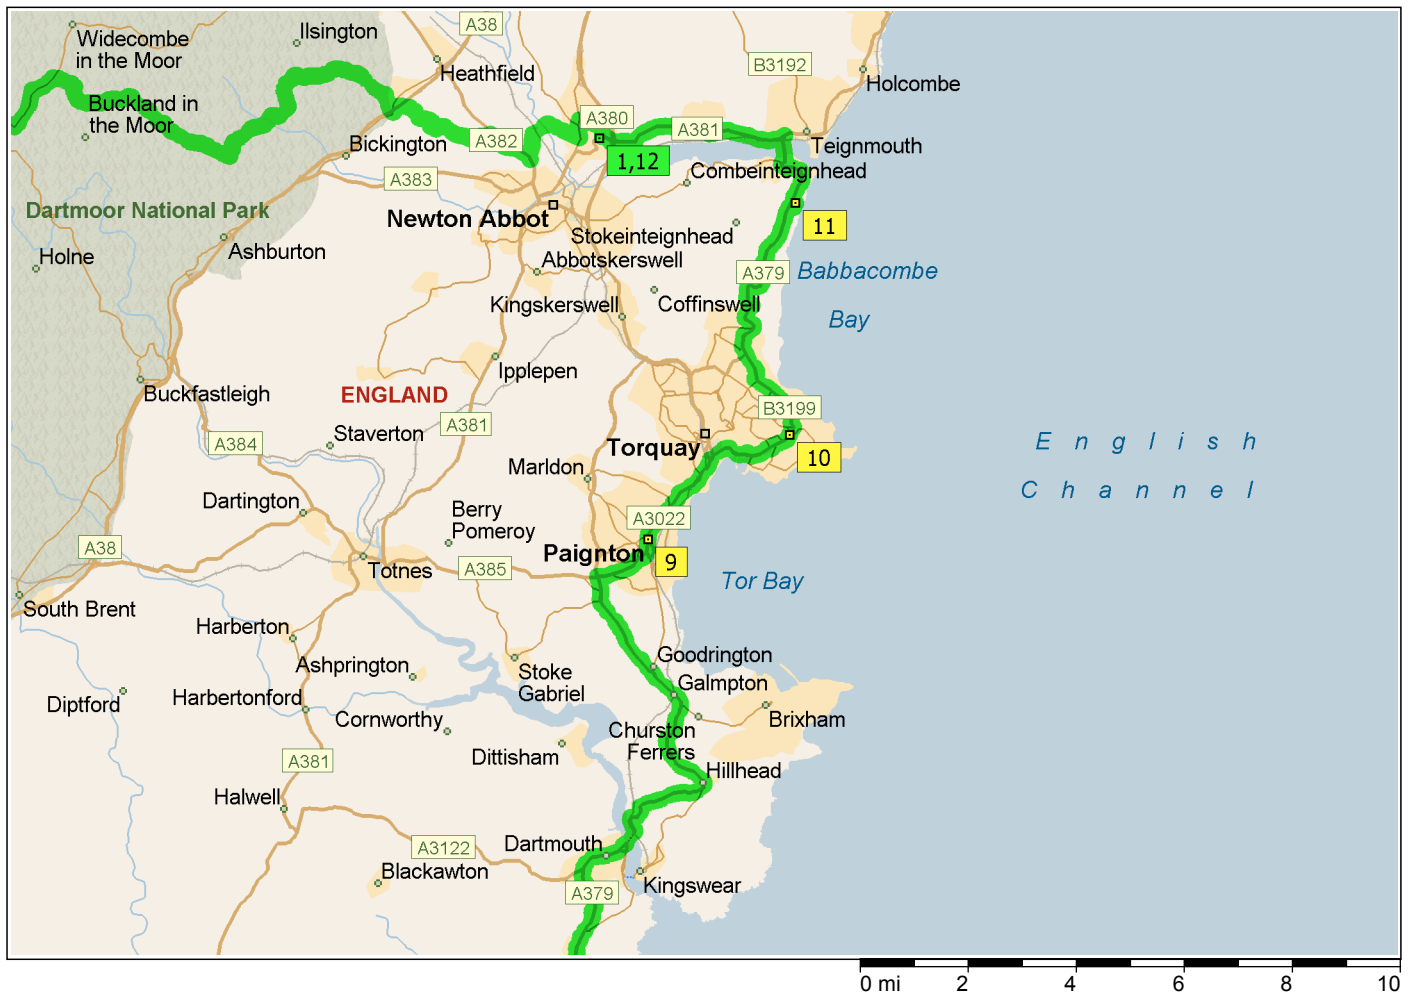 A38
Widecombe
in the Moor
Ilsington
Heathfield
B3192
Holcombe
Buckland in
the Moor
A380
A381
A382
Bickington
Teignmouth
1,12
Combeinteignhead
A383
Dartmoor National Park
Newton Abbot
11
Stokeinteignhead
Ashburton
Holne
Abbotskerswell
A379
Babbacombe
Bay
Kingskerswell
Coffinswell
Ipplepen
Buckfastleigh
ENGLAND
B3199
A381
Staverton
A384
Torquay
10
English
Channel
Marldon
Dartington
Berry
Pomeroy
A3022
A38
Paignton
9
Totnes
A385
Tor Bay
South Brent
Harberton
Goodrington
Ashprington
Stoke
Gabriel
Galmpton
Diptford
Harbertonford
Cornworthy
Brixham
Churston
Ferrers
Dittisham
A381
Hillhead
Halwell
Dartmouth
A3122
Blackawton
Kingswear
A379
0 mi 2 4 6 8 10